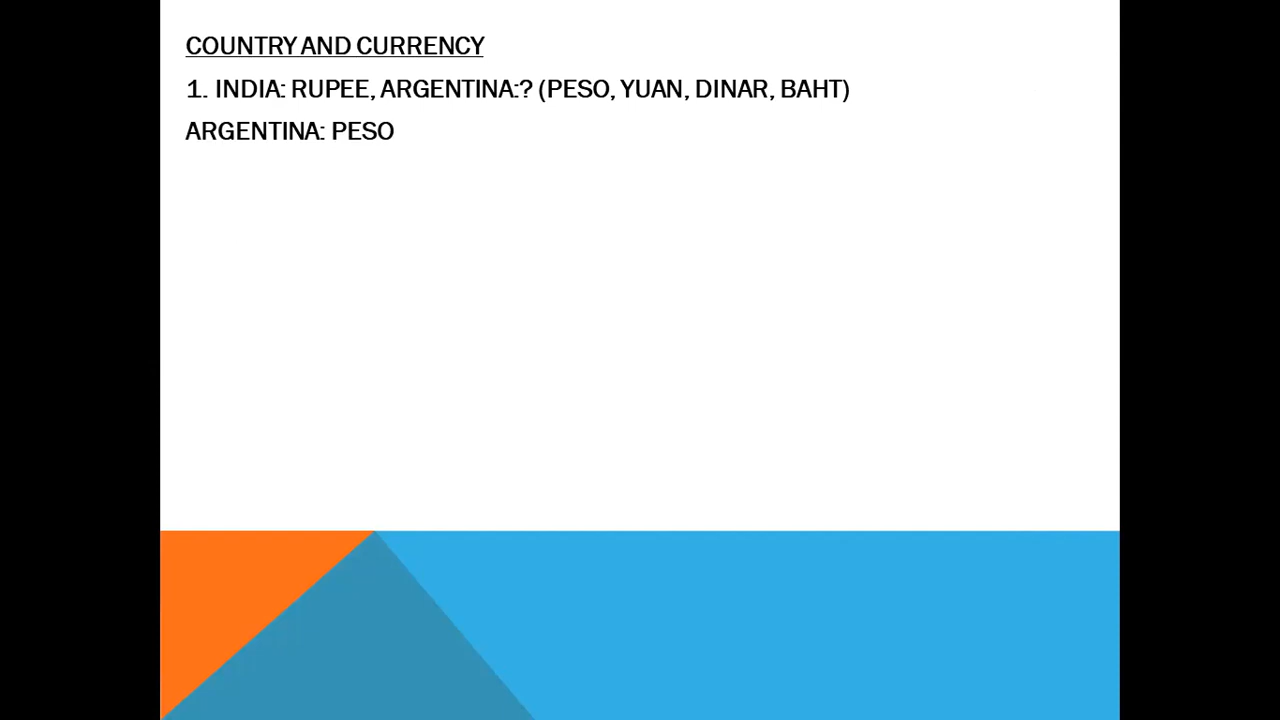 COUNTRY AND CURRENCY
1. INDIA: RUPEE, ARGENTINA:? (PESO, YUAN, DINAR, BAHT)
ARGENTINA: PESO